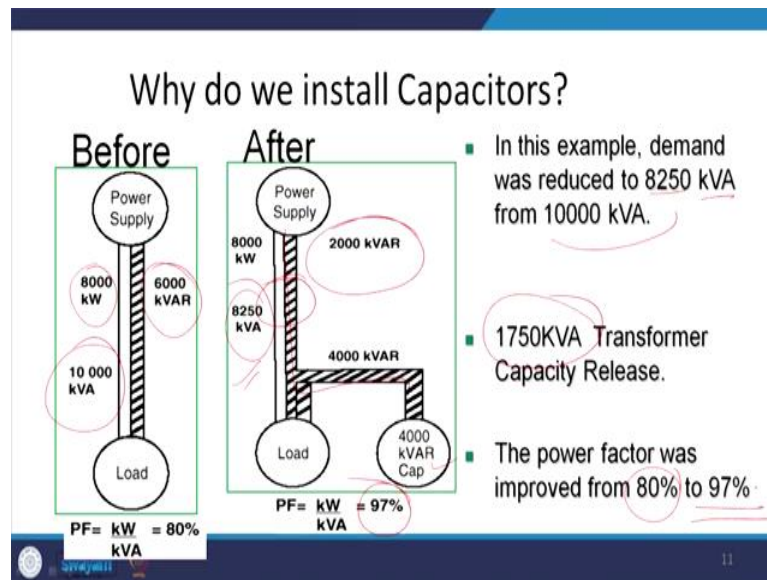 Why do we install Capacitors?
Before
Power
Supply
8000
kW
6000
kVAR
10 000
kVA
Load
PF= kW = 80%
kVA
After
Power
Supply
8000
kW
2000 kVAR
8250
kVA
4000 kVAR
Load
4000
kVAR
Cap
PF= kW = 97%
kVA
▪ In this example, demand
was reduced to 8250 kVA
from 10000 kVA.
▪ 1750KVA Transformer
Capacity Release.
▪ The power factor was
improved from 80% to 97%.
swayam
11